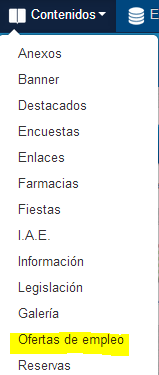 Contenidos
Anexos
Banner
Destacados
Encuestas
Enlaces
Farmacias
Fiestas
I.A.E.
Información
Legislación
Galería
Ofertas de empleo
Reservas